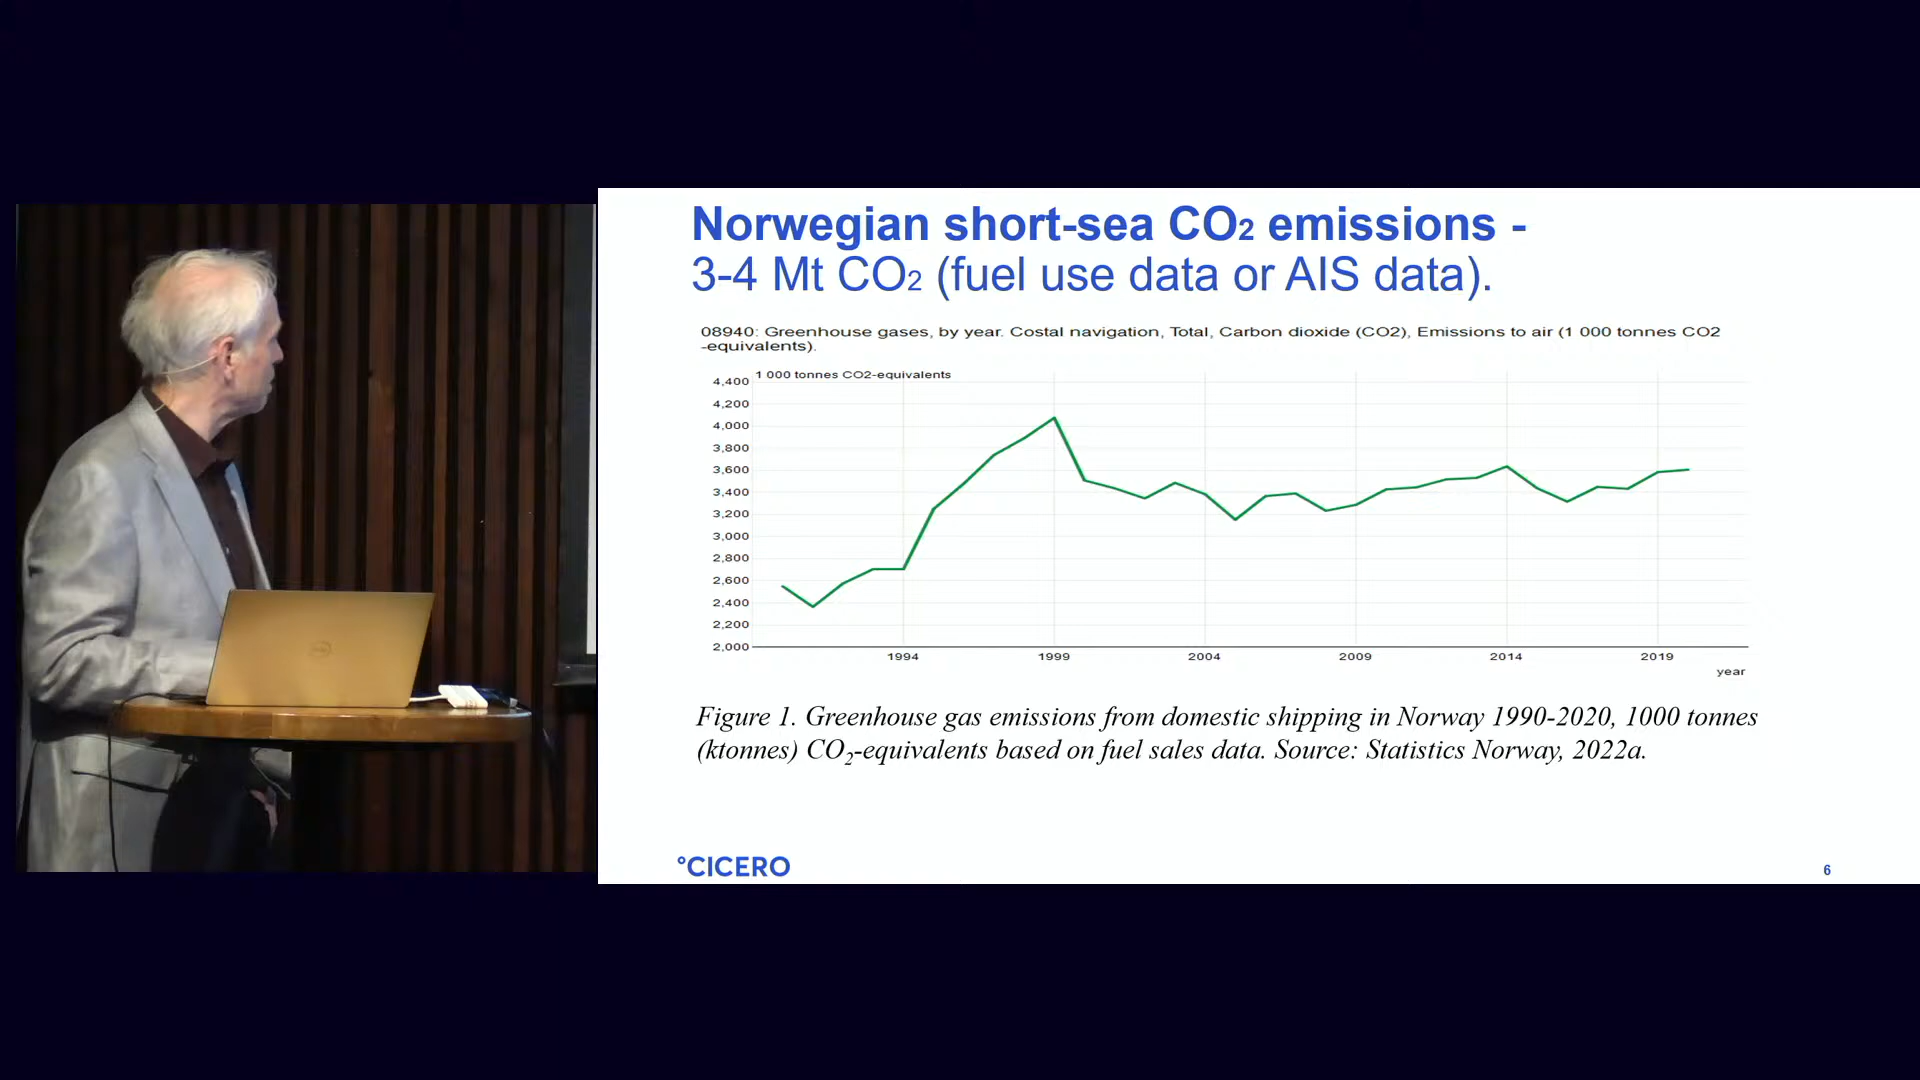 Norwegian short-sea CO2 emissions -
3-4 Mt CO2 (fuel use data or AIS data).
08940: Greenhouse gases, by year. Costal navigation, Total, Carbon dioxide (CO2), Emissions to air (1 000 tonnes CO2
-equivalents).
1 000 tonnes CO2-equivalents
4,400
4,200
4,000
3,800
3,600
3,400
3,200
3,000
2,800
2,600
2,400
2,200
2,000
1994 1999 2004 2009 2014 2019
year
Figure 1. Greenhouse gas emissions from domestic shipping in Norway 1990-2020, 1000 tonnes
(ktonnes) CO2-equivalents based on fuel sales data. Source: Statistics Norway, 2022a.
°CICERO
6